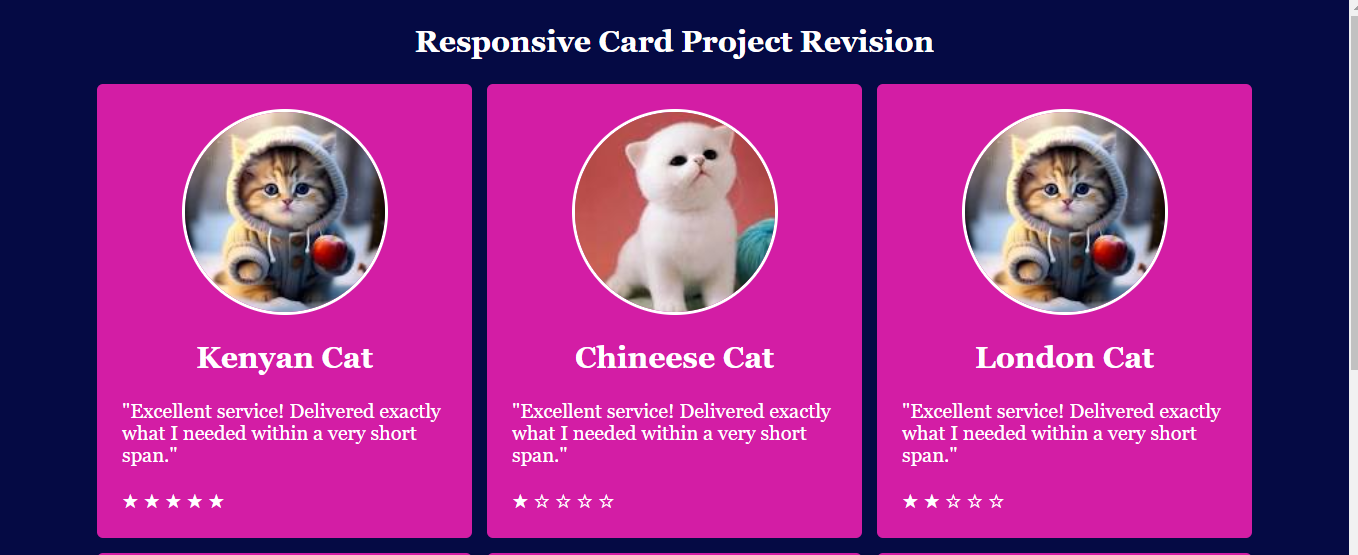 Responsive Card Project Revision
Kenyan Cat
"Excellent service! Delivered exactly
what I needed within a very short
span."
★ ★ ★ ★ ★
Chineese Cat
"Excellent service! Delivered exactly
what I needed within a very short
span."
★ ☆ ☆ ☆ ☆
London Cat
"Excellent service! Delivered exactly
what I needed within a very short
span."
★ ★ ☆ ☆ ☆